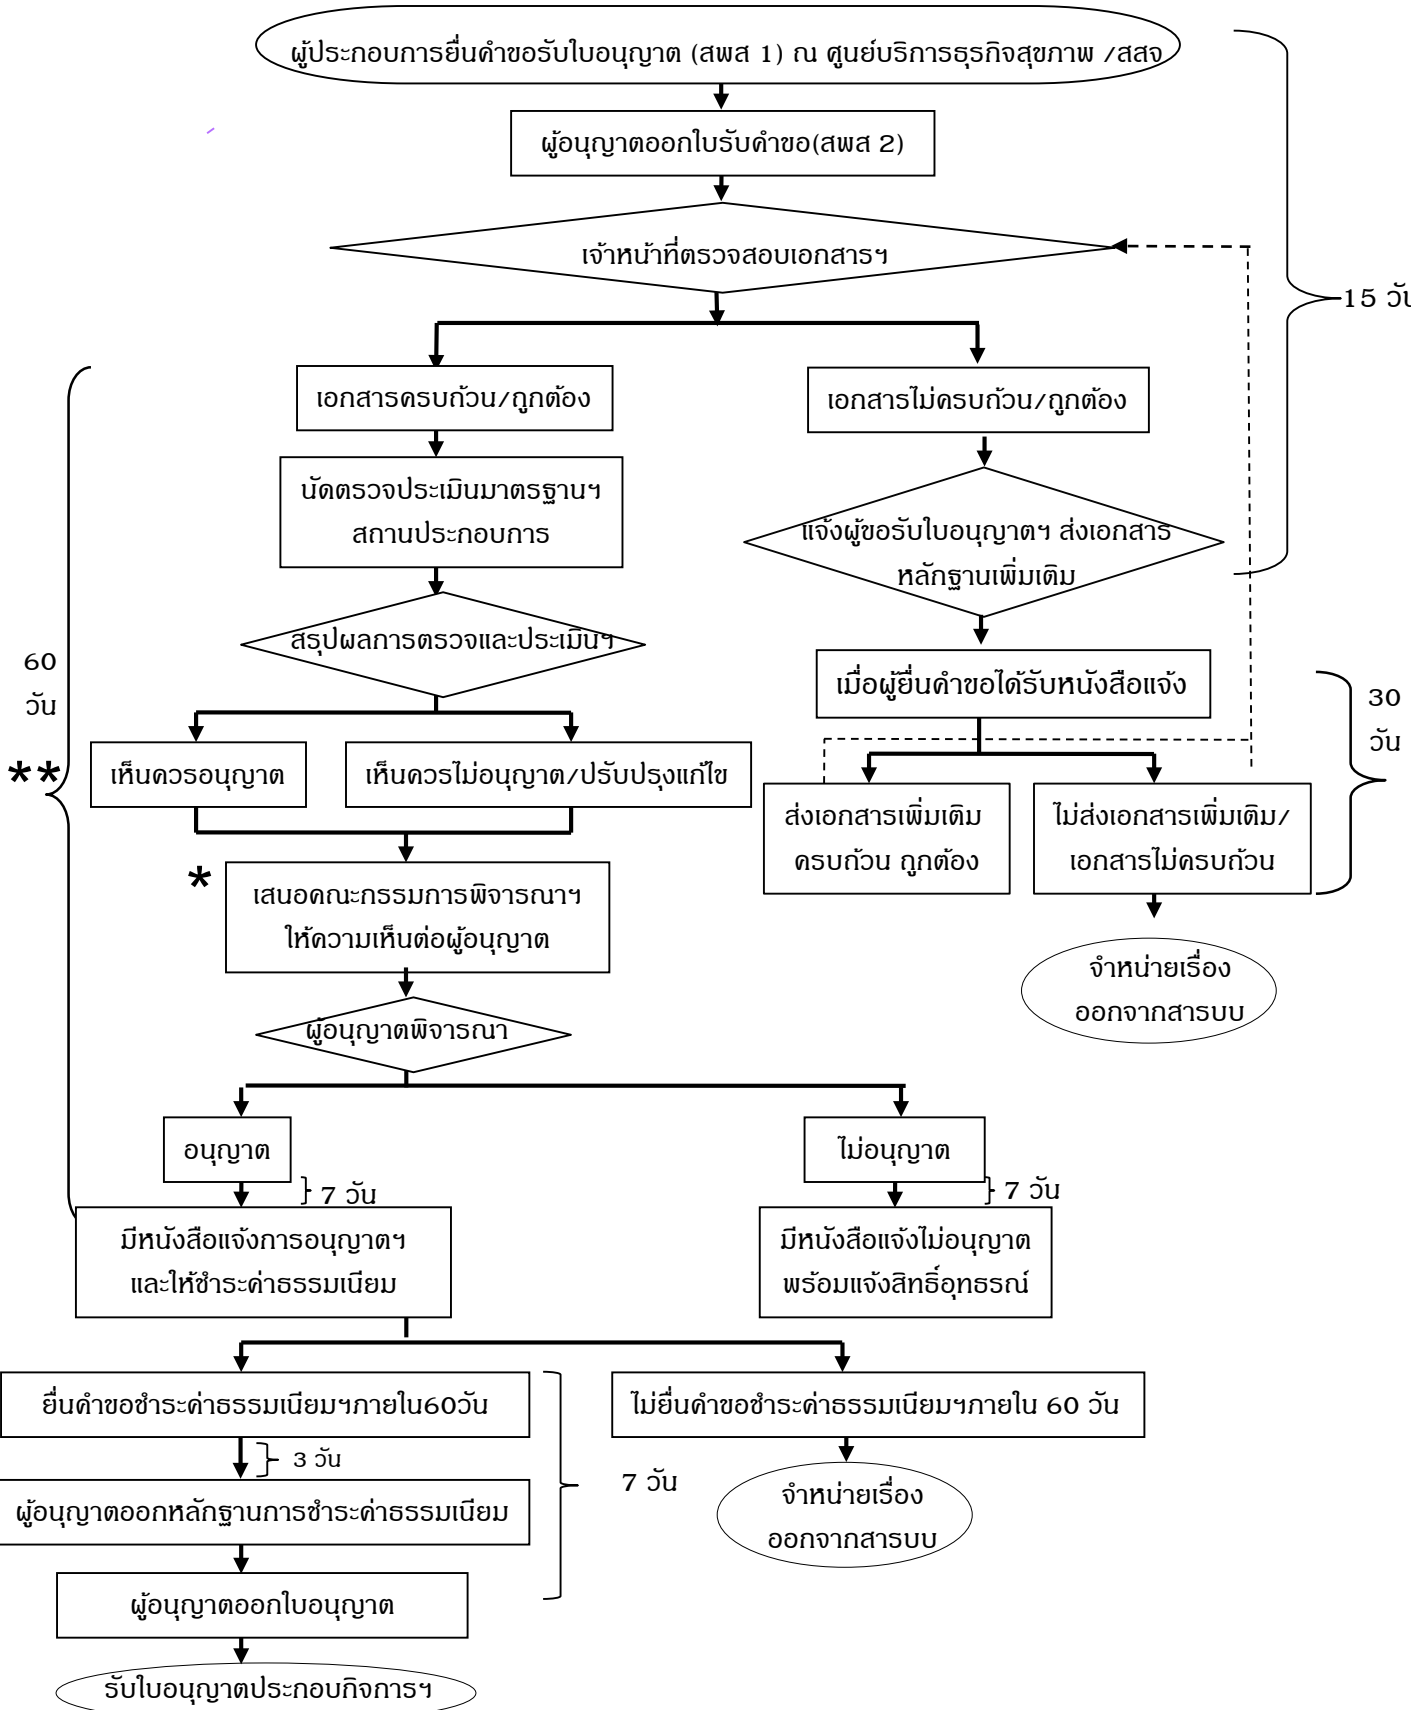 ผู้ประกอบการยื่นคำขอรับใบอนุญาต (สพส 1) ณ ศูนย์บริการธุรกิจสุขภาพ /สสจ
ผู้อนุญาตออกใบรับคำขอ(สพส 2)
เจ้าหน้าที่ตรวจสอบเอกสารฯ
15 วั
เอกสารครบถ้วน/ถูกต้อง
เอกสารไม่ครบถ้วน/ถูกต้อง
นัดตรวจประเมินมาตรฐานฯ
สถานประกอบการ
แจ้งผู้ขอรับใบอนุญาตฯ ส่งเอกสาร
หลักฐานเพิ่มเติม
สรุปผลการตรวจและประเมินฯ
60
วัน
**
เมื่อผู้ยื่นคำขอได้รับหนังสือแจ้ง
30
วัน
เห็นควรอนุญาต
เห็นควรไม่อนุญาต/ปรับปรุงแก้ไข
ส่งเอกสารเพิ่มเติม
ครบถ้วน ถูกต้อง
ไม่ส่งเอกสารเพิ่มเติม/
เอกสารไม่ครบถ้วน
*
เสนอคณะกรรมการพิจารณาฯ
ให้ความเห็นต่อผู้อนุญาต
จำหน่ายเรื่อง
ออกจากสารบบ
ผู้อนุญาตพิจารณา
อนุญาต
ไม่อนุญาต
7 วัน
7 วัน
มีหนังสือแจ้งการอนุญาตฯ
และให้ชำระค่าธรรมเนียม
มีหนังสือแจ้งไม่อนุญาต
พร้อมแจ้งสิทธิ์อุทธรณ์
ยื่นคำขอชำระค่าธรรมเนียมฯภายใน60วัน
ไม่ยื่นคำขอชำระค่าธรรมเนียมฯภายใน 60 วัน
3 วัน
7 วัน
จำหน่ายเรื่อง
ออกจากสารบบ
ผู้อนุญาตออกหลักฐานการชำระค่าธรรมเนียม
ผู้อนุญาตออกใบอนุญาต
รับใบอนุญาตประกอบกิจการฯ